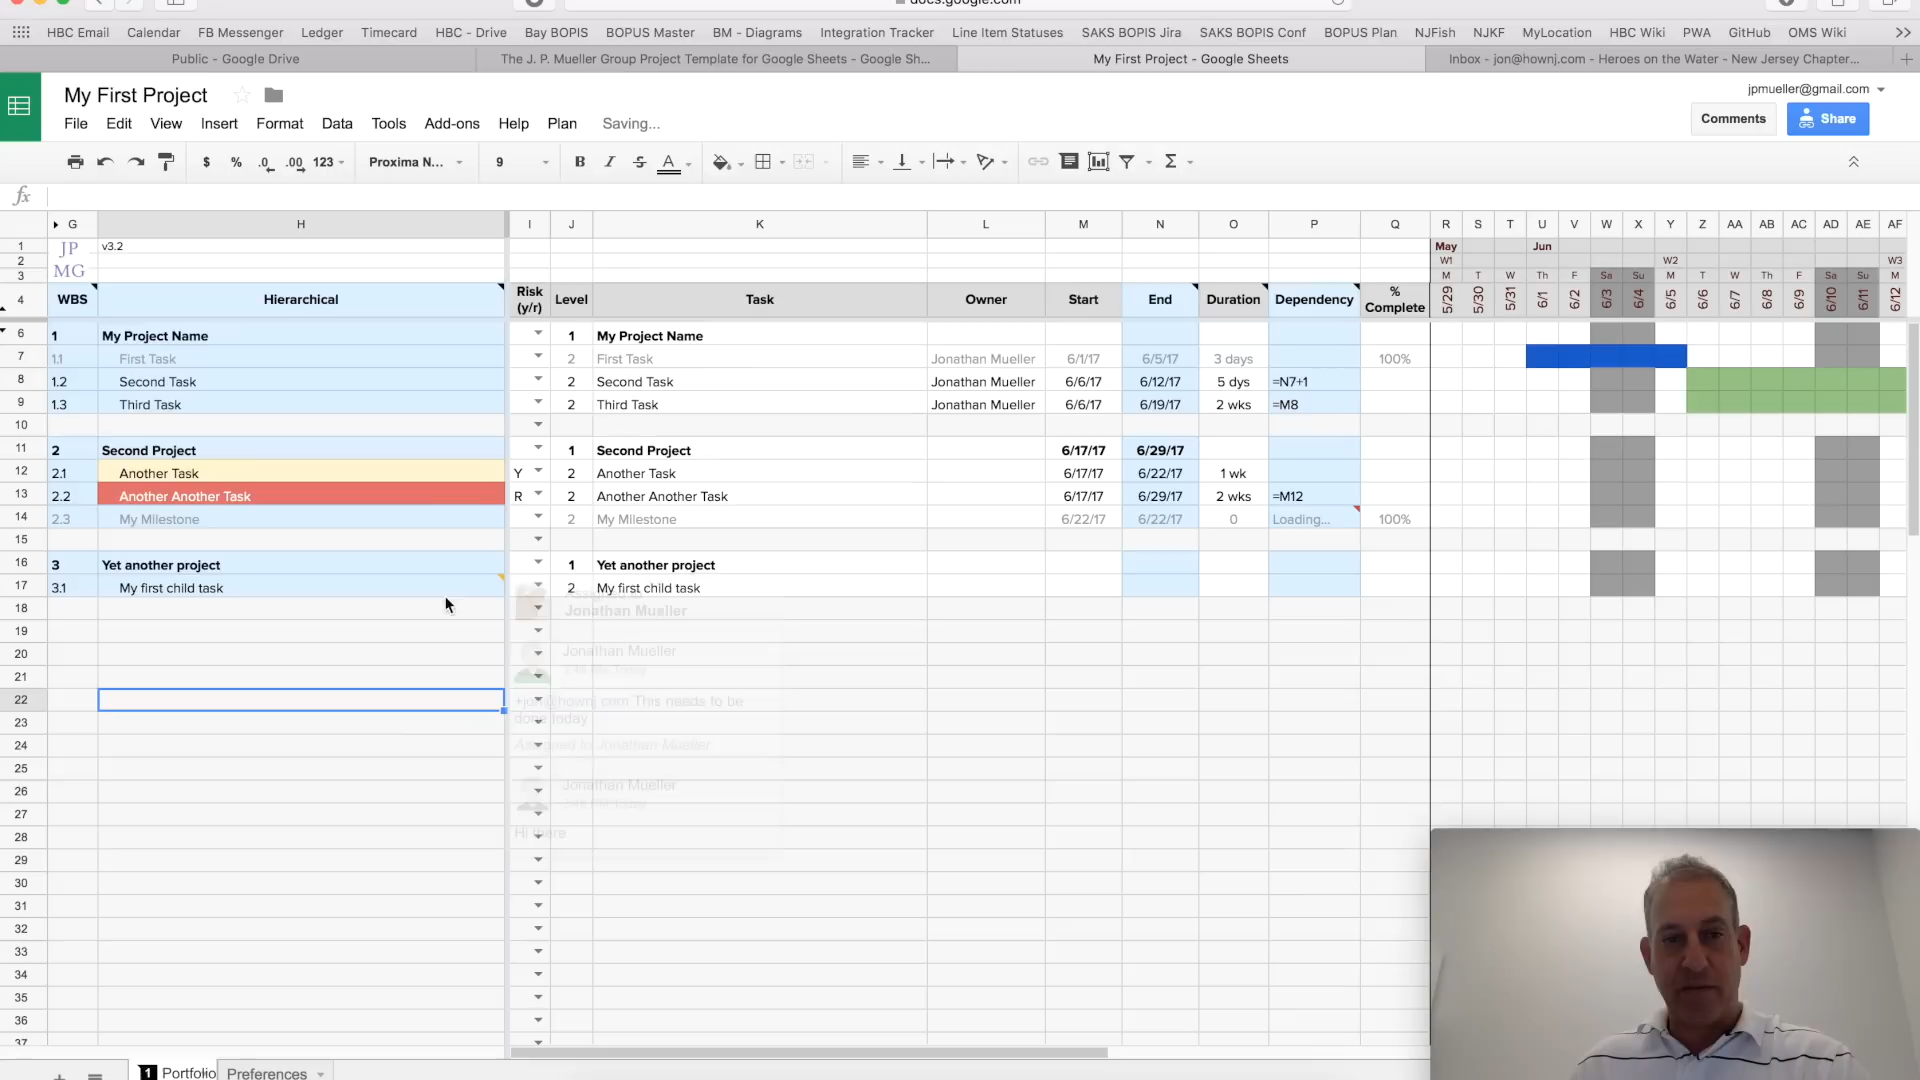 docs.google.com
HBC Email Calendar FB Messenger Ledger Timecard HBC - Drive Bay BOPIS BOPUS Master BM - Diagrams Integration Tracker Line Item Statuses SAKS BOPIS Jira SAKS BOPIS Conf BOPUS Plan NJFish NJKF MyLocation HBC Wiki PWA GitHub OMS Wiki
Public - Google Drive The J. P. Mueller Group Project Template for Google Sheets - Google Sh... My First Project - Google Sheets Inbox - jon@hownj.com - Heroes on the Water - New Jersey Chapter...
My First Project jpmueller@gmail.com
File Edit View Insert Format Data Tools Add-ons Help Plan Saving... Comments Share
$ % .0 .00 123 Proxima N... 9 B I S A Σ
fx
G H I J K L M N O P Q R S T U V W X Y Z AA AB AC AD AE AF
1 JP v3.2 May Jun
2 MG W1 W2 W3
3 M T W Th F Sa Su M T W Th F Sa Su M
4 WBS Hierarchical Risk (y/r) Level Task Owner Start End Duration Dependency % Complete 5/29 5/30 5/31 6/1 6/2 6/3 6/4 6/5 6/6 6/7 6/8 6/9 6/10 6/11 6/12
6 1 My Project Name 1 My Project Name
7 1.1 First Task 2 First Task Jonathan Mueller 6/1/17 6/5/17 3 days 100%
8 1.2 Second Task 2 Second Task Jonathan Mueller 6/6/17 6/12/17 5 dys =N7+1
9 1.3 Third Task 2 Third Task Jonathan Mueller 6/6/17 6/19/17 2 wks =M8
10
11 2 Second Project 1 Second Project 6/17/17 6/29/17
12 2.1 Another Task Y 2 Another Task 6/17/17 6/22/17 1 wk
13 2.2 Another Another Task R 2 Another Another Task 6/17/17 6/29/17 2 wks =M12
14 2.3 My MIlestone 2 My MIlestone 6/22/17 6/22/17 0 Loading... 100%
15
16 3 Yet another project 1 Yet another project
17 3.1 My first child task 2 My first child task
18 Jonathan Mueller
19
20 Jonathan Mueller
21
22 +jon@hownj.com This needs to be
23 done today
24 Assigned to Jonathan Mueller
25
26 Jonathan Mueller
27
28 Hi there
29
30
31
32
33
34
35
36
37
1 Portfolio Preferences